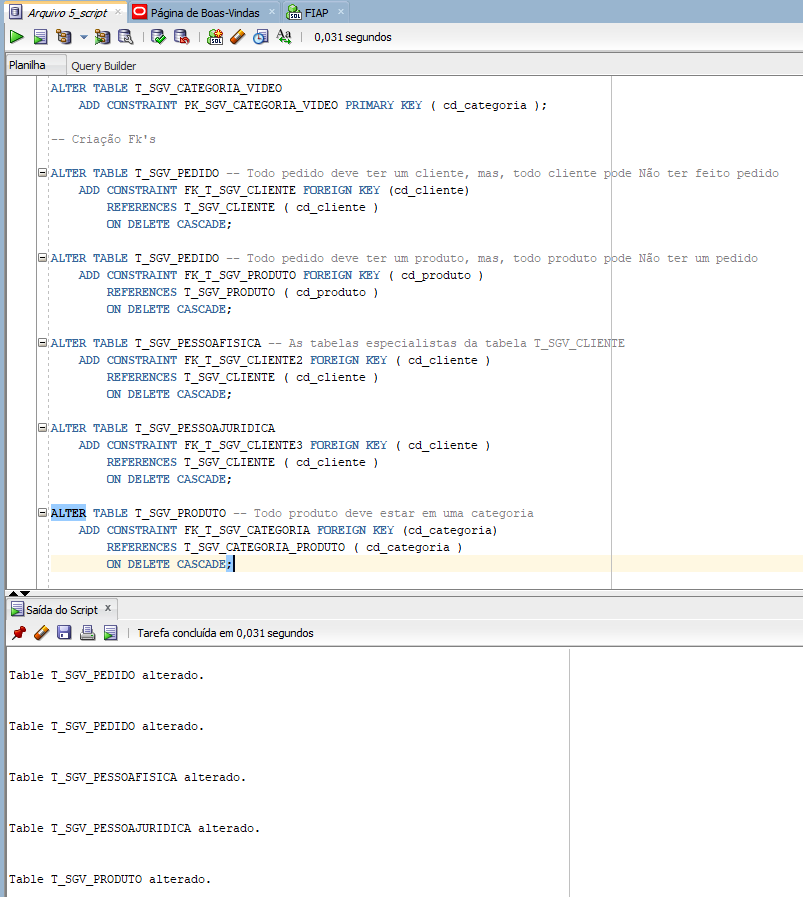 Arquivo 5_script
Página de Boas-Vindas
FIAP
0,031 segundos
Planilha
Query Builder
ALTER TABLE T_SGV_CATEGORIA_VIDEO
ADD CONSTRAINT PK_SGV_CATEGORIA_VIDEO PRIMARY KEY ( cd_categoria );
-- Criação Fk's
ALTER TABLE T_SGV_PEDIDO -- Todo pedido deve ter um cliente, mas, todo cliente pode Não ter feito pedido
ADD CONSTRAINT FK_T_SGV_CLIENTE FOREIGN KEY (cd_cliente)
REFERENCES T_SGV_CLIENTE ( cd_cliente )
ON DELETE CASCADE;
ALTER TABLE T_SGV_PEDIDO -- Todo pedido deve ter um produto, mas, todo produto pode Não ter um pedido
ADD CONSTRAINT FK_T_SGV_PRODUTO FOREIGN KEY ( cd_produto )
REFERENCES T_SGV_PRODUTO ( cd_produto )
ON DELETE CASCADE;
ALTER TABLE T_SGV_PESSOAFISICA -- As tabelas especialistas da tabela T_SGV_CLIENTE
ADD CONSTRAINT FK_T_SGV_CLIENTE2 FOREIGN KEY ( cd_cliente )
REFERENCES T_SGV_CLIENTE ( cd_cliente )
ON DELETE CASCADE;
ALTER TABLE T_SGV_PESSOAJURIDICA
ADD CONSTRAINT FK_T_SGV_CLIENTE3 FOREIGN KEY ( cd_cliente )
REFERENCES T_SGV_CLIENTE ( cd_cliente )
ON DELETE CASCADE;
ALTER TABLE T_SGV_PRODUTO -- Todo produto deve estar em uma categoria
ADD CONSTRAINT FK_T_SGV_CATEGORIA FOREIGN KEY (cd_categoria)
REFERENCES T_SGV_CATEGORIA_PRODUTO ( cd_categoria )
ON DELETE CASCADE;
Saída do Script
Tarefa concluída em 0,031 segundos
Table T_SGV_PEDIDO alterado.
Table T_SGV_PEDIDO alterado.
Table T_SGV_PESSOAFISICA alterado.
Table T_SGV_PESSOAJURIDICA alterado.
Table T_SGV_PRODUTO alterado.